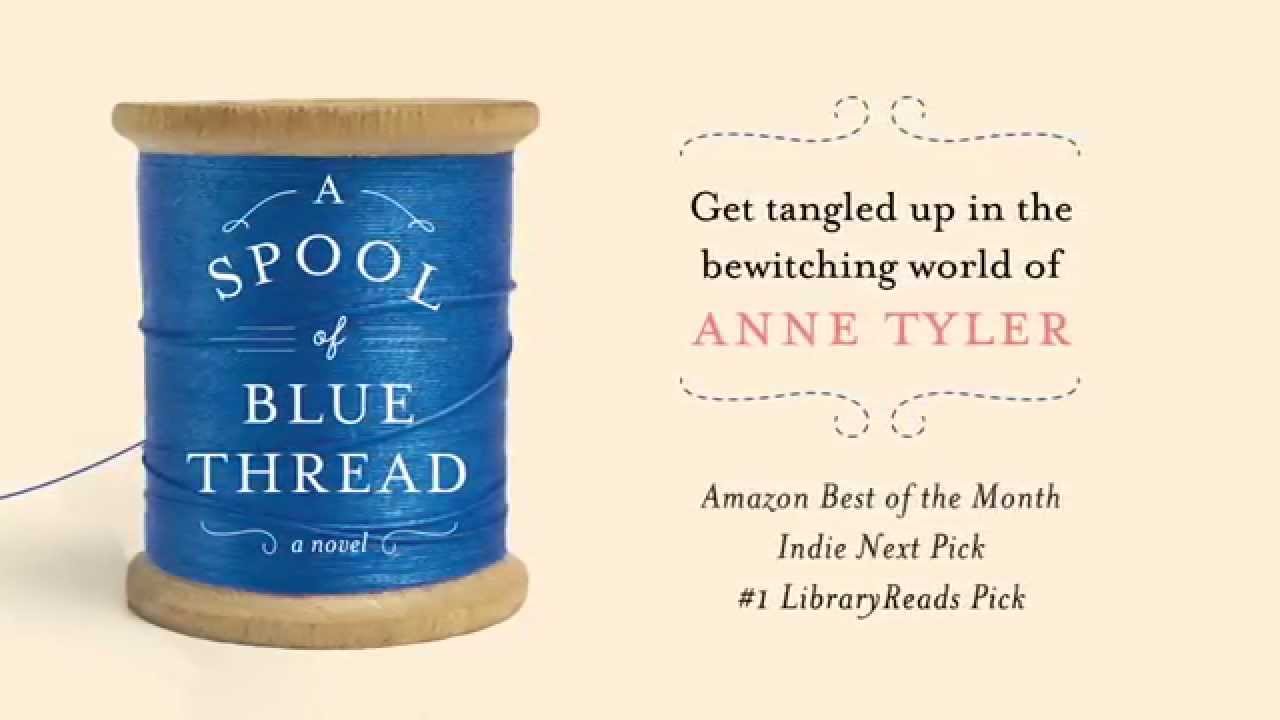 A
SPOOL
of
BLUE
THREAD
a novel
Get tangled up in the
bewitching world of
ANNE TYLER
Amazon Best of the Month
Indie Next Pick
#1 LibraryReads Pick